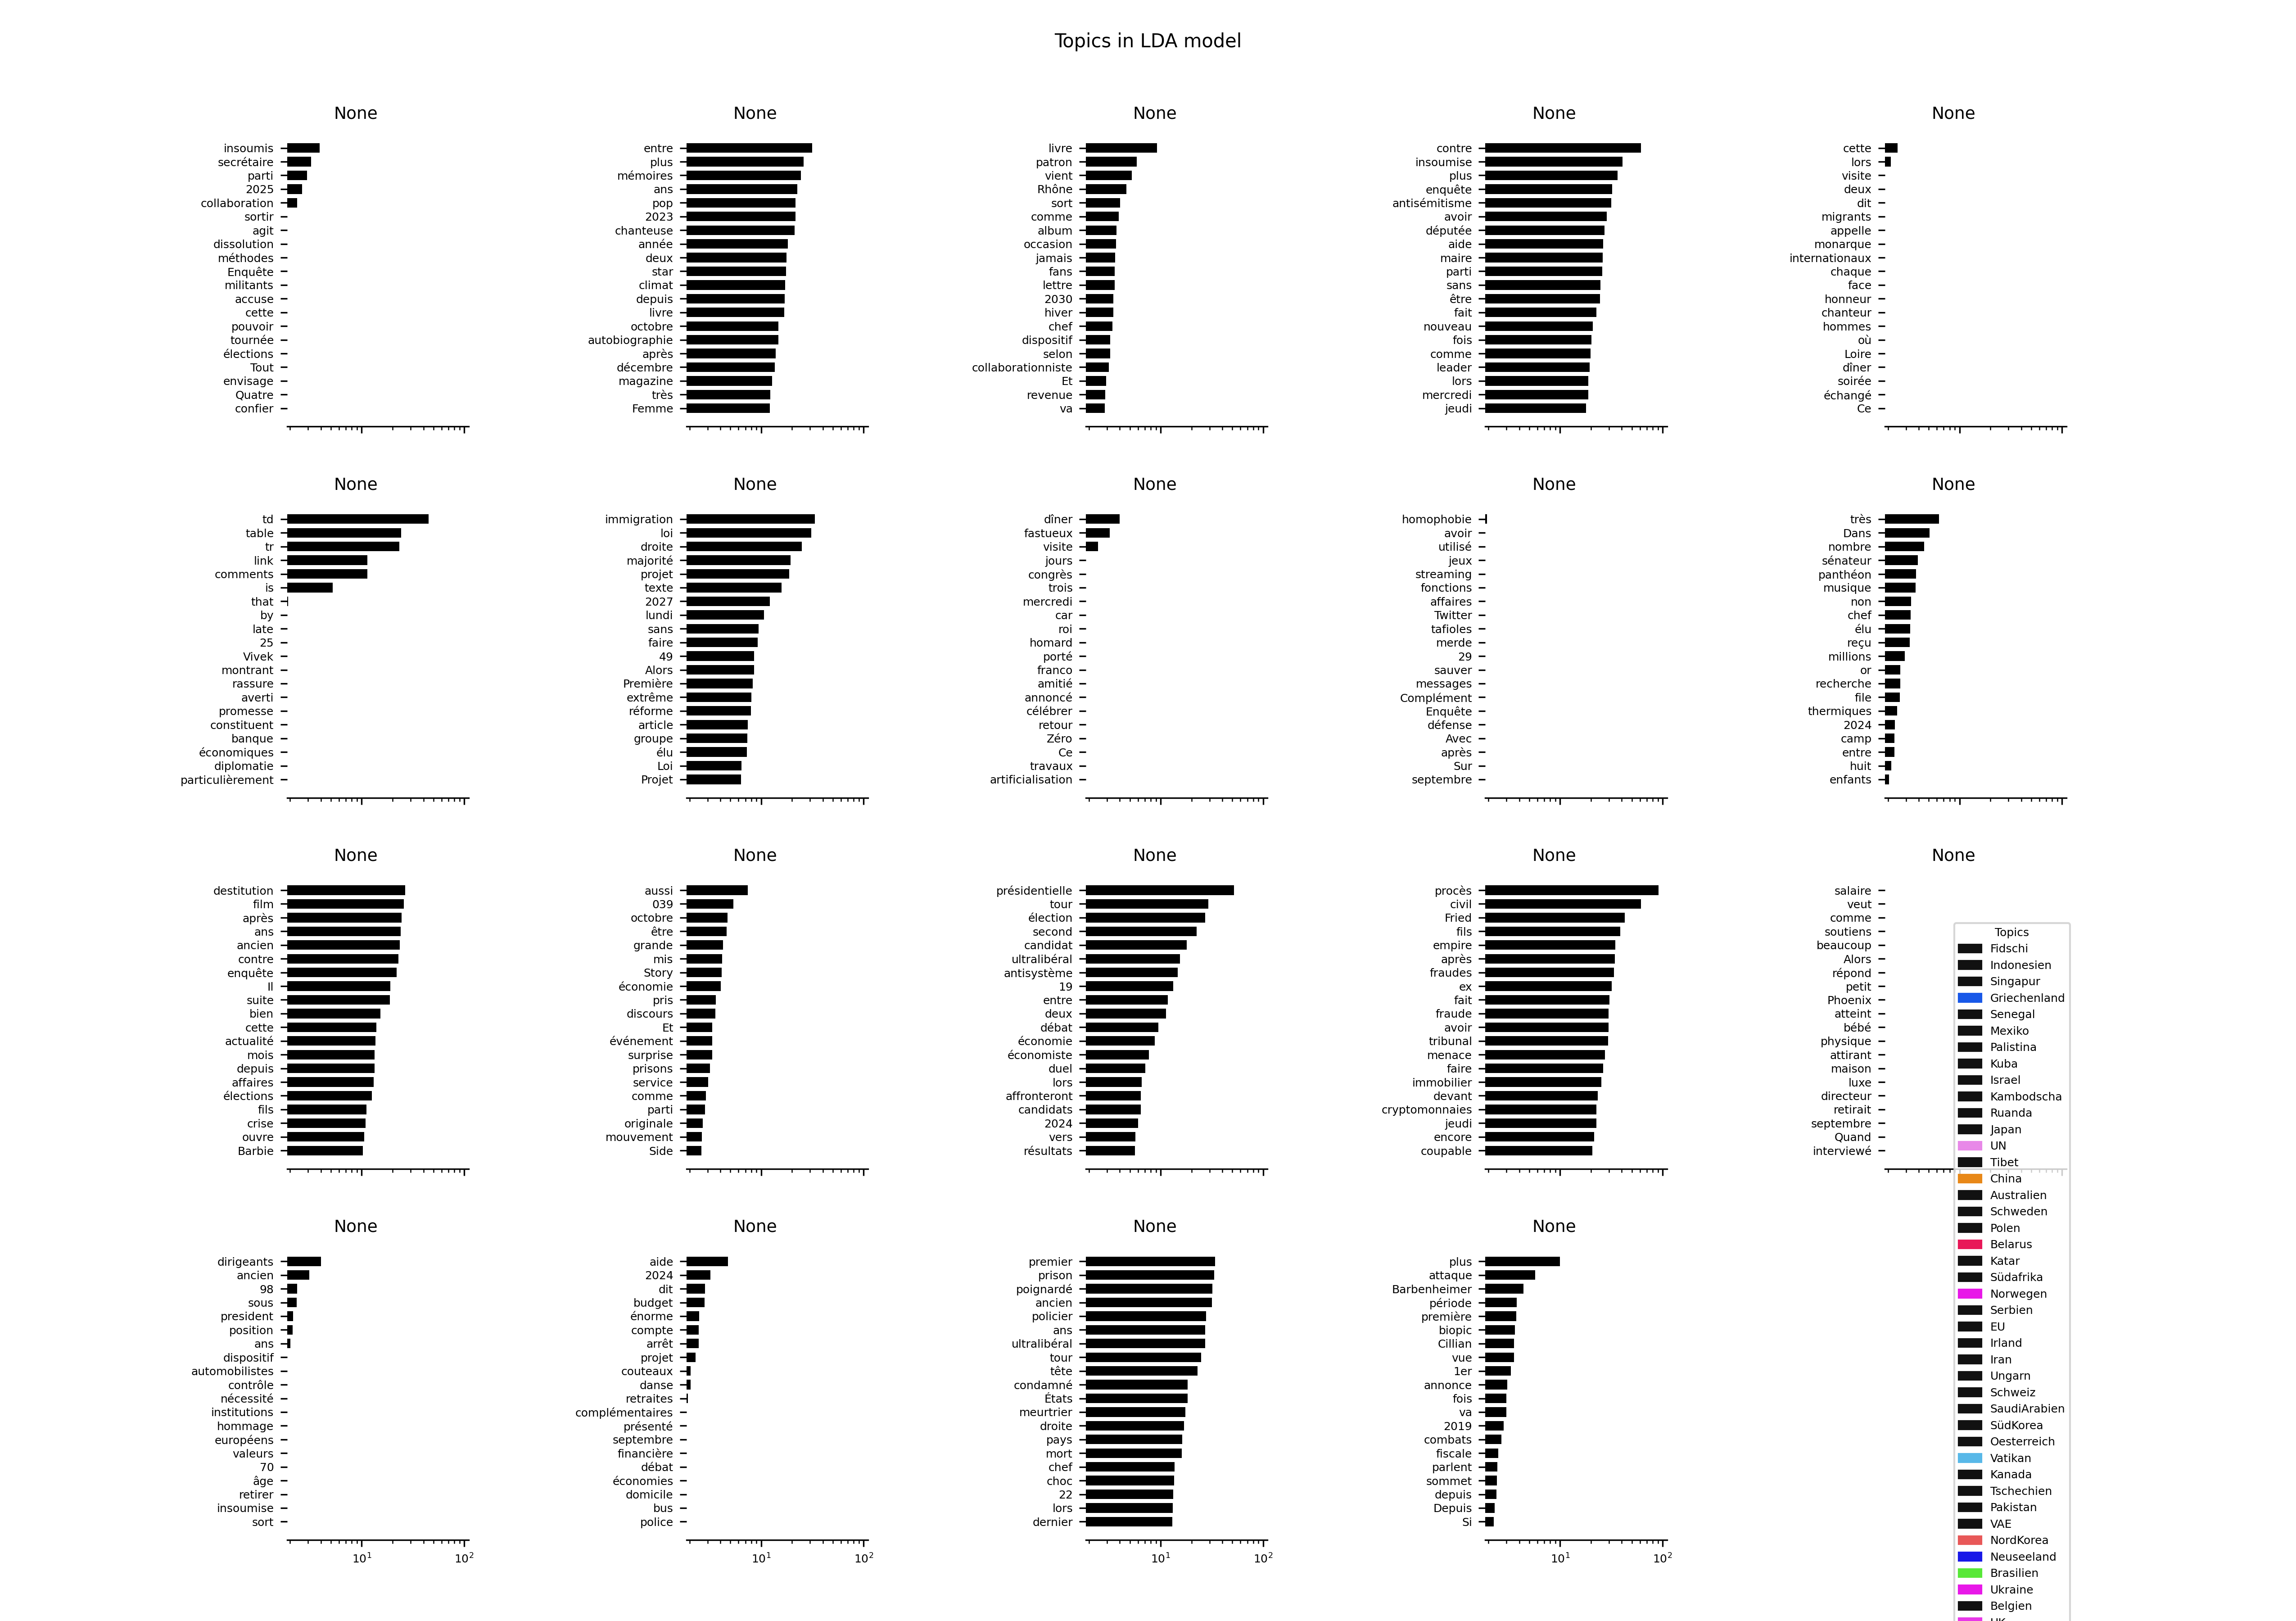 Topics in LDA model
None
insoumis
secrétaire
parti
2025
collaboration
sortir
agit
dissolution
méthodes
Enquête
militants
accuse
cette
pouvoir
tournée
élections
Tout
envisage
Quatre
confier
None
entre
plus
mémoires
ans
pop
2023
chanteuse
année
deux
star
climat
depuis
livre
octobre
autobiographie
après
décembre
magazine
très
Femme
None
livre
patron
vient
Rhône
sort
comme
album
occasion
jamais
fans
lettre
2030
hiver
chef
dispositif
selon
collaborationniste
Et
revenue
va
None
contre
insoumise
plus
enquête
antisémitisme
avoir
députée
aide
maire
parti
sans
être
fait
nouveau
fois
comme
leader
lors
mercredi
jeudi
None
cette
lors
visite
deux
dit
migrants
appelle
monarque
internationaux
chaque
face
honneur
chanteur
hommes
où
Loire
dîner
soirée
échangé
Ce
None
td
table
tr
link
comments
is
that
by
late
25
Vivek
montrant
rassure
averti
promesse
constituent
banque
économiques
diplomatie
particulièrement
None
immigration
loi
droite
majorité
projet
texte
2027
lundi
sans
faire
49
Alors
Première
extrême
réforme
article
groupe
élu
Loi
Projet
None
dîner
fastueux
visite
jours
congrès
trois
mercredi
car
roi
homard
porté
franco
amitié
annoncé
célébrer
retour
Zéro
Ce
travaux
artificialisation
None
homophobie
avoir
utilisé
jeux
streaming
fonctions
affaires
Twitter
tafioles
merde
29
sauver
messages
Complément
Enquête
défense
Avec
après
Sur
septembre
None
très
Dans
nombre
sénateur
panthéon
musique
non
chef
élu
reçu
millions
or
recherche
file
thermiques
2024
camp
entre
huit
enfants
None
destitution
film
après
ans
ancien
contre
enquête
Il
suite
bien
cette
actualité
mois
depuis
affaires
élections
fils
crise
ouvre
Barbie
None
aussi
039
octobre
être
grande
mis
Story
économie
pris
discours
Et
événement
surprise
prisons
service
comme
parti
originale
mouvement
Side
None
présidentielle
tour
élection
second
candidat
ultralibéral
antisystème
19
entre
deux
débat
économie
économiste
duel
lors
affronteront
candidats
2024
vers
résultats
None
procès
civil
Fried
fils
empire
après
fraudes
ex
fait
fraude
avoir
tribunal
menace
faire
immobilier
devant
cryptomonnaies
jeudi
encore
coupable
None
salaire
veut
comme
soutiens
beaucoup
Alors
répond
petit
Phoenix
atteint
bébé
physique
attirant
maison
luxe
directeur
retirait
septembre
Quand
interviewé
None
dirigeants
ancien
98
sous
president
position
ans
dispositif
automobilistes
contrôle
nécessité
institutions
hommage
européens
valeurs
70
âge
retirer
insoumise
sort
10¹ 10²
None
aide
2024
dit
budget
énorme
compte
arrêt
projet
couteaux
danse
retraites
complémentaires
présenté
septembre
financière
débat
économies
domicile
bus
police
10¹ 10²
None
premier
prison
poignardé
ancien
policier
ans
ultralibéral
tour
tête
condamné
États
meurtrier
droite
pays
mort
chef
choc
22
lors
dernier
10¹ 10²
None
plus
attaque
Barbenheimer
période
première
biopic
Cillian
vue
1er
annonce
fois
va
2019
combats
fiscale
parlent
sommet
depuis
Depuis
Si
10¹ 10²
Topics
Fidschi
Indonesien
Singapur
Griechenland
Senegal
Mexiko
Palistina
Kuba
Israel
Kambodscha
Ruanda
Japan
UN
Tibet
China
Australien
Schweden
Polen
Belarus
Katar
Südafrika
Norwegen
Serbien
EU
Irland
Iran
Ungarn
Schweiz
SaudiArabien
SüdKorea
Oesterreich
Vatikan
Kanada
Tschechien
Pakistan
VAE
NordKorea
Neuseeland
Brasilien
Ukraine
Belgien